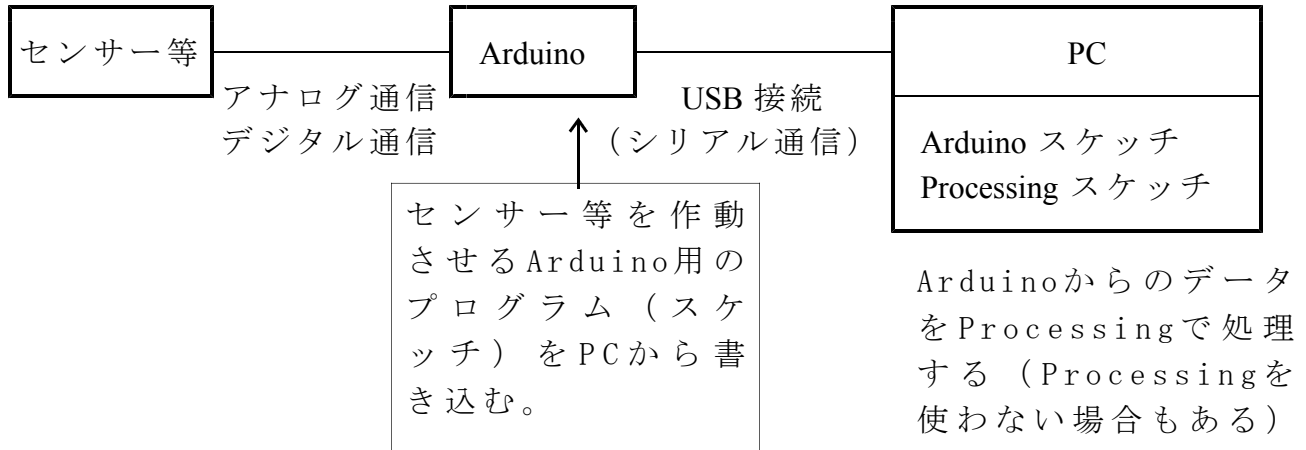 センサー等
Arduino
PC
アナログ通信
デジタル通信
USB 接続
(シリアル通信)
Arduino スケッチ
Processing スケッチ
センサー等を作動
させるArduino用の
プログラム(スケ
ッチ)をPCから書
き込む。
Arduinoからのデータ
をProcessingで処理
する(Processingを
使わない場合もある)